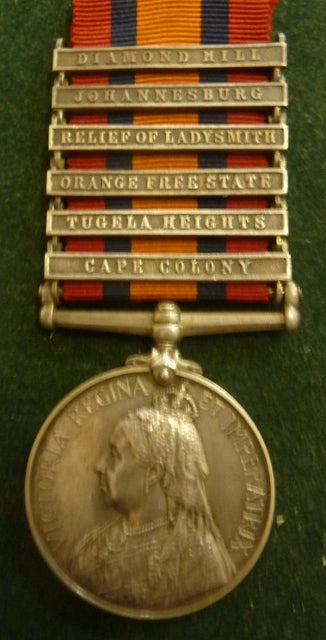 DIAMOND HILL
JOHANNESBURG
RELIEF OF LADYSMITH
ORANGE FREE STATE
TUGELA HEIGHTS
CAPE COLONY
VICTORIA REGINA ET IMPERATRIX